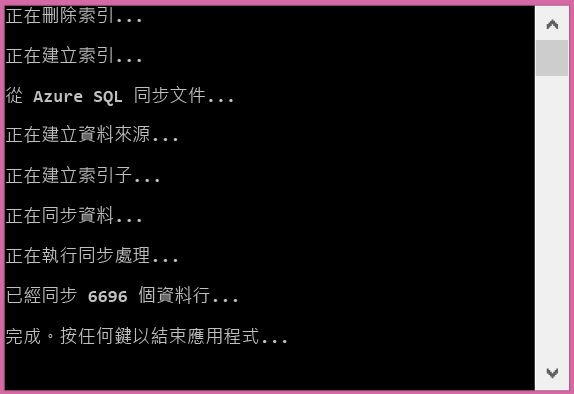 正在刪除索引...
正在建立索引...
從 Azure SQL 同步文件...
正在建立資料來源...
正在建立索引子...
正在同步資料...
正在執行同步處理...
已經同步 6696 個資料行...
完成。按任何鍵以結束應用程式...